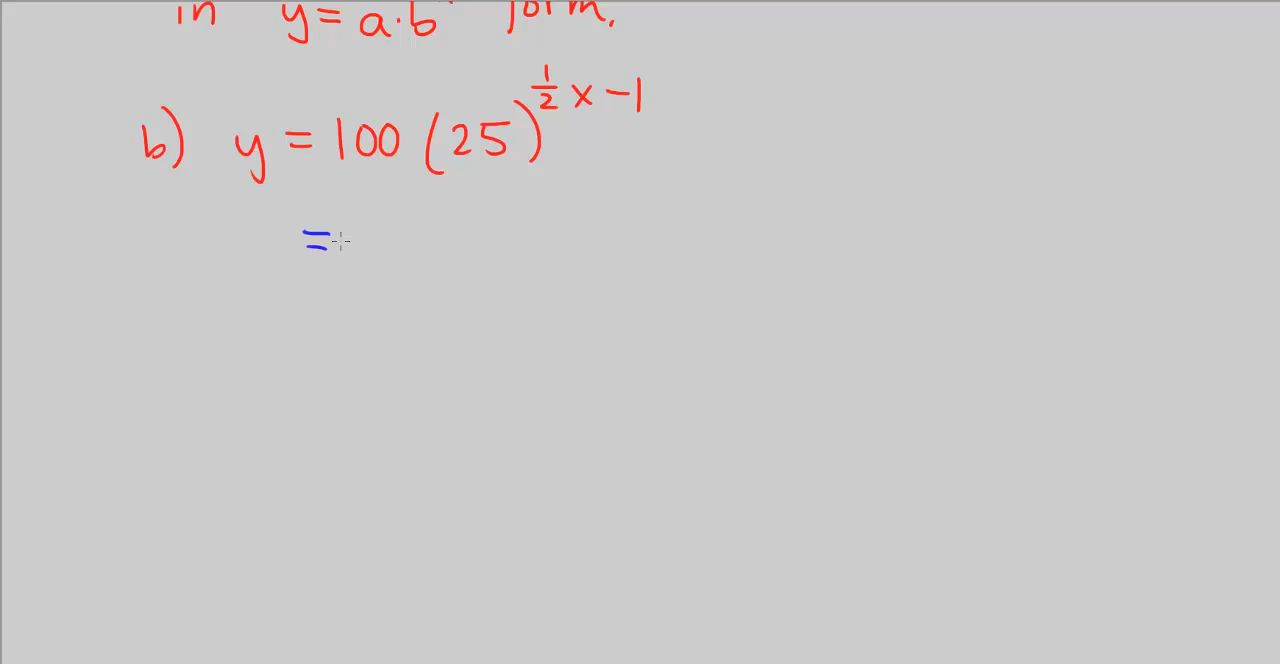 in y = a·b form.
b) y = 100 (25)^(1/2 x - 1)
=